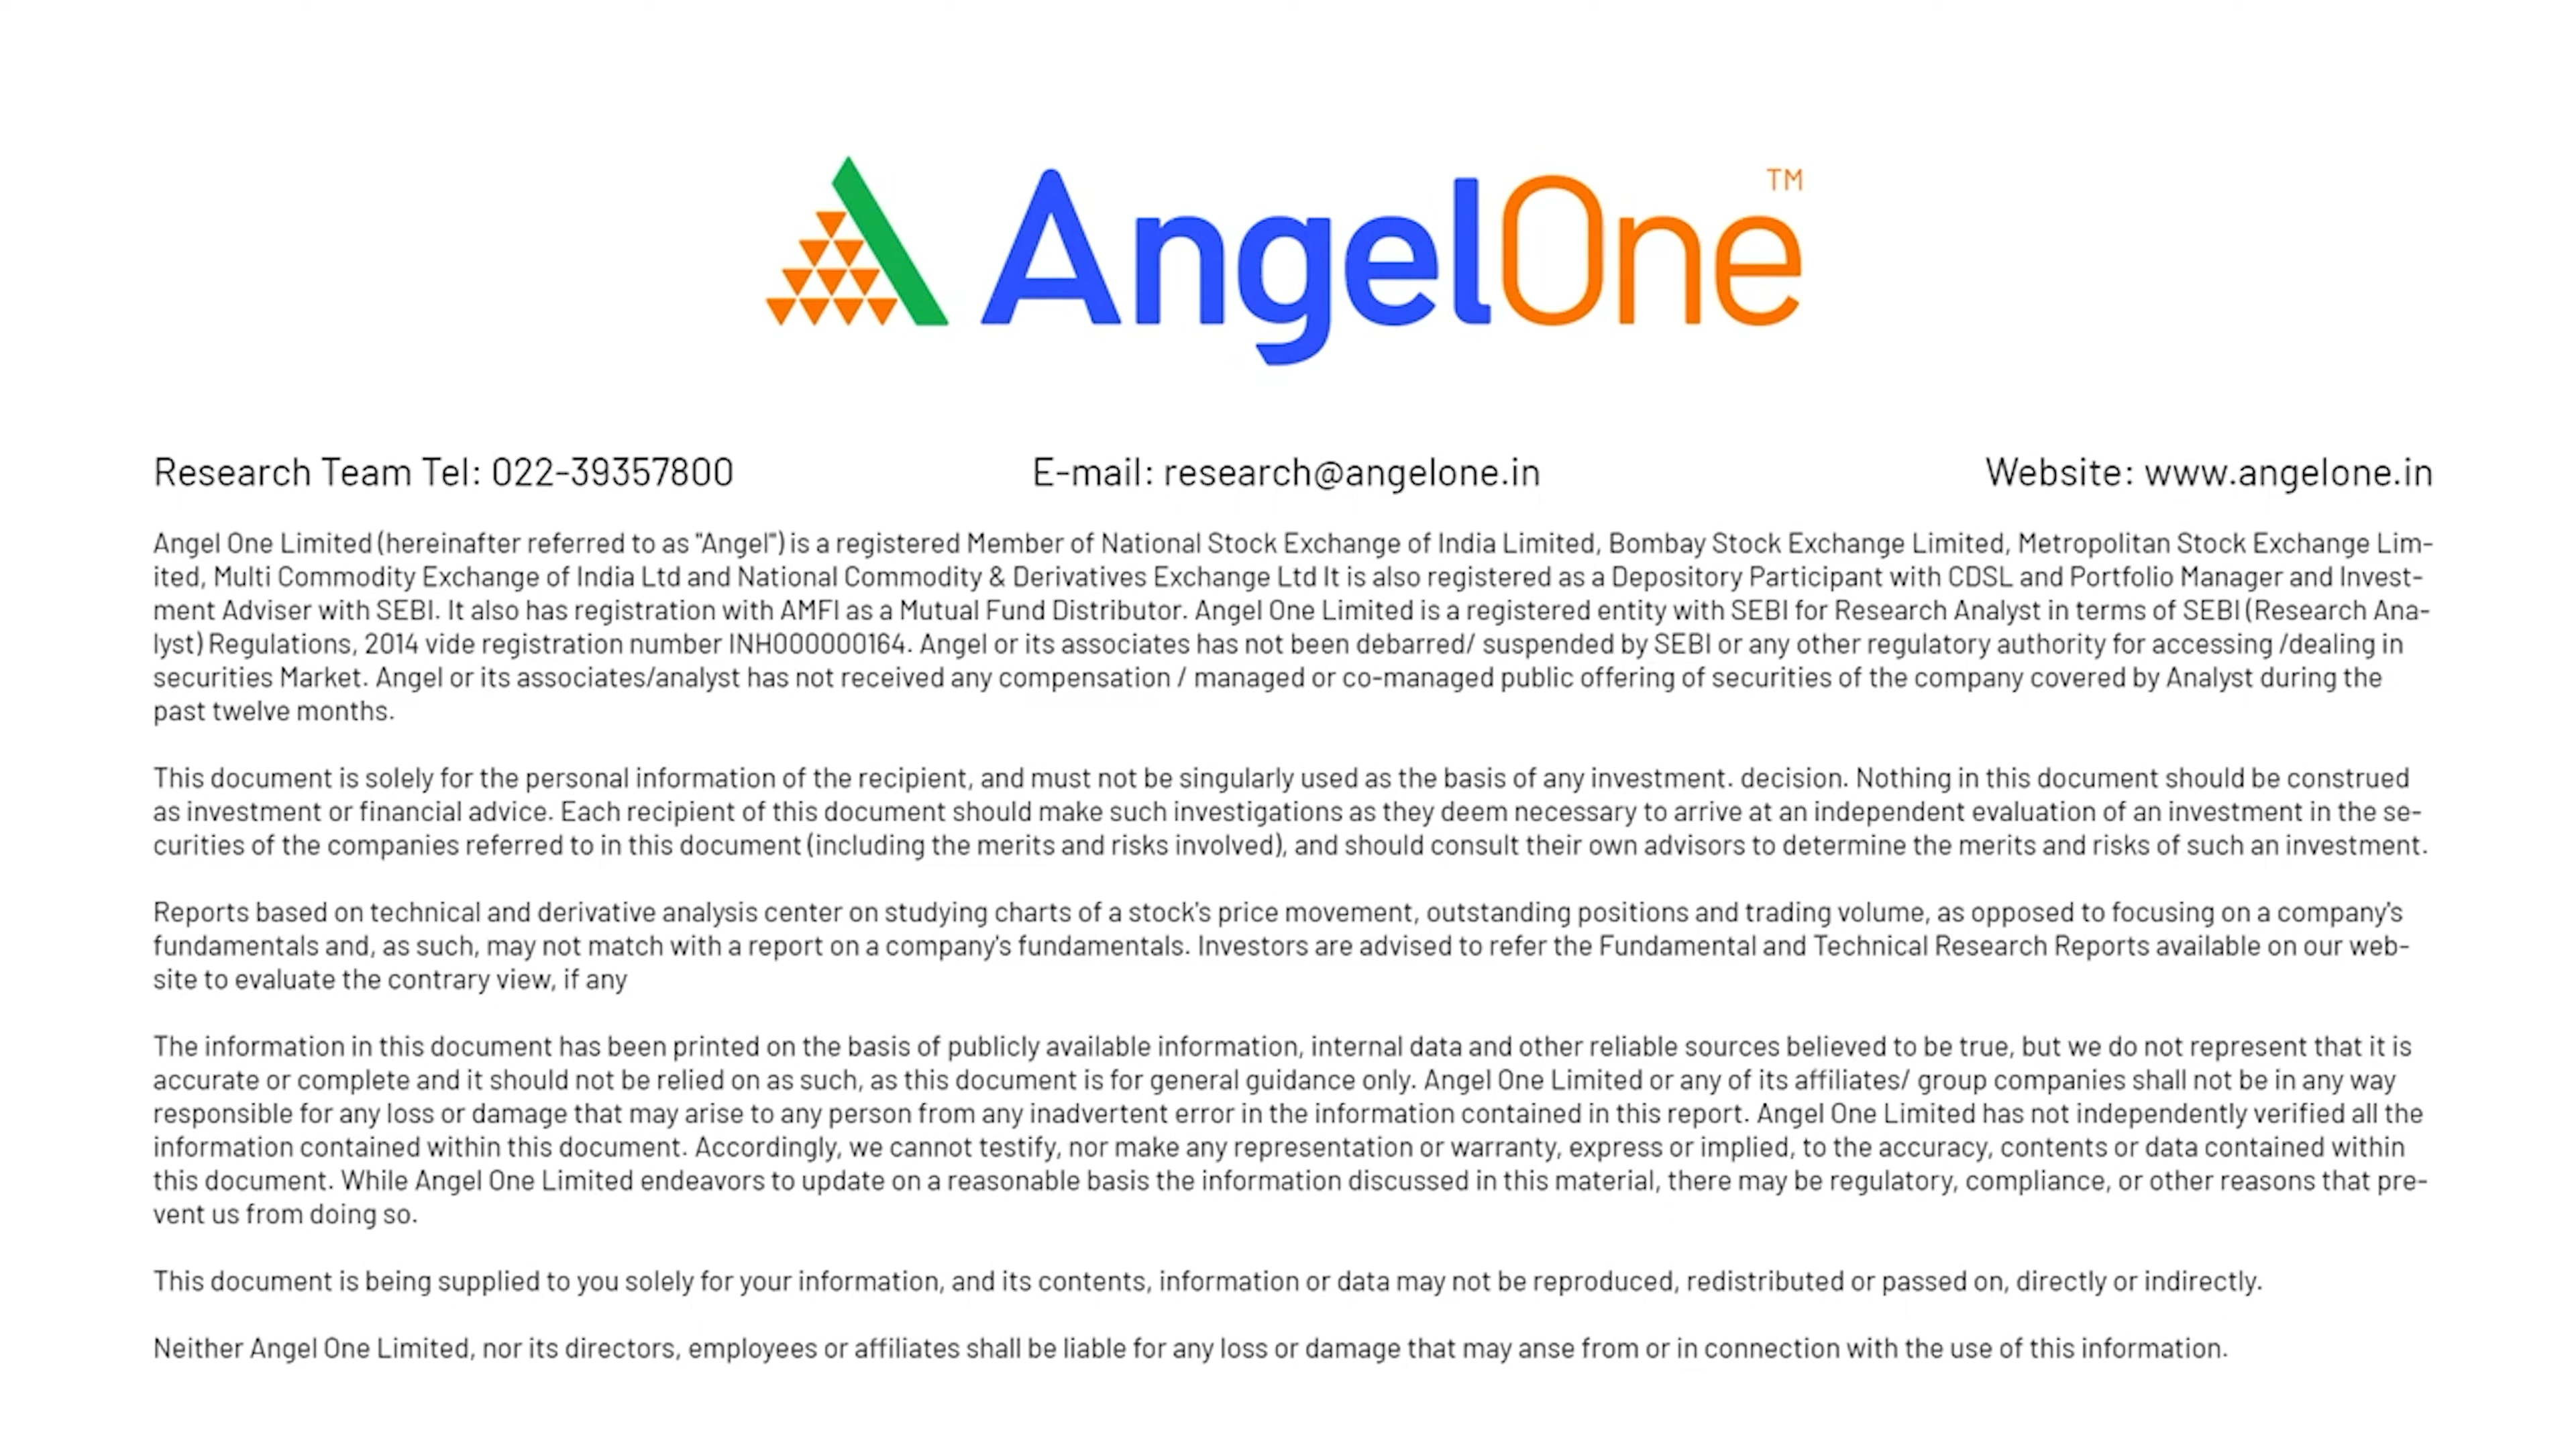 AngelOne™
Research Team Tel: 022-39357800 E-mail: research@angelone.in Website: www.angelone.in
Angel One Limited (hereinafter referred to as "Angel") is a registered Member of National Stock Exchange of India Limited, Bombay Stock Exchange Limited, Metropolitan Stock Exchange Lim-
ited, Multi Commodity Exchange of India Ltd and National Commodity & Derivatives Exchange Ltd It is also registered as a Depository Participant with CDSL and Portfolio Manager and Invest-
ment Adviser with SEBI. It also has registration with AMFI as a Mutual Fund Distributor. Angel One Limited is a registered entity with SEBI for Research Analyst in terms of SEBI (Research Ana-
lyst) Regulations, 2014 vide registration number INH000000164. Angel or its associates has not been debarred/ suspended by SEBI or any other regulatory authority for accessing /dealing in
securities Market. Angel or its associates/analyst has not received any compensation / managed or co-managed public offering of securities of the company covered by Analyst during the
past twelve months.
This document is solely for the personal information of the recipient, and must not be singularly used as the basis of any investment. decision. Nothing in this document should be construed
as investment or financial advice. Each recipient of this document should make such investigations as they deem necessary to arrive at an independent evaluation of an investment in the se-
curities of the companies referred to in this document (including the merits and risks involved), and should consult their own advisors to determine the merits and risks of such an investment.
Reports based on technical and derivative analysis center on studying charts of a stock's price movement, outstanding positions and trading volume, as opposed to focusing on a company's
fundamentals and, as such, may not match with a report on a company's fundamentals. Investors are advised to refer the Fundamental and Technical Research Reports available on our web-
site to evaluate the contrary view, if any
The information in this document has been printed on the basis of publicly available information, internal data and other reliable sources believed to be true, but we do not represent that it is
accurate or complete and it should not be relied on as such, as this document is for general guidance only. Angel One Limited or any of its affiliates/ group companies shall not be in any way
responsible for any loss or damage that may arise to any person from any inadvertent error in the information contained in this report. Angel One Limited has not independently verified all the
information contained within this document. Accordingly, we cannot testify, nor make any representation or warranty, express or implied, to the accuracy, contents or data contained within
this document. While Angel One Limited endeavors to update on a reasonable basis the information discussed in this material, there may be regulatory, compliance, or other reasons that pre-
vent us from doing so.
This document is being supplied to you solely for your information, and its contents, information or data may not be reproduced, redistributed or passed on, directly or indirectly.
Neither Angel One Limited, nor its directors, employees or affiliates shall be liable for any loss or damage that may anse from or in connection with the use of this information.